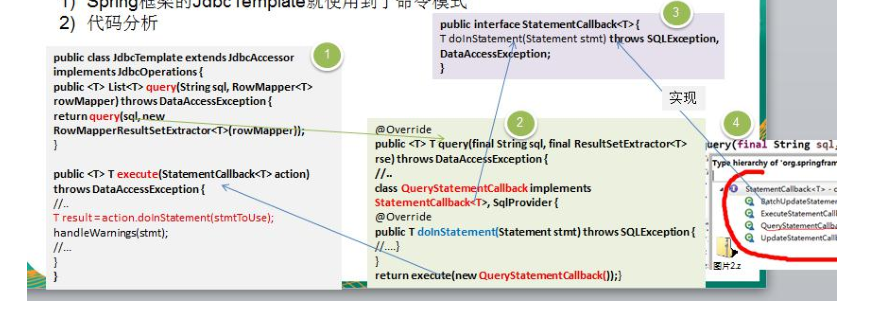 1) Spring框架的JdbcTemplate就使用到了命令模式
2) 代码分析
1
public class JdbcTemplate extends JdbcAccessor
implements JdbcOperations {
public <T> List<T> query(String sql, RowMapper<T>
rowMapper) throws DataAccessException {
return query(sql, new
RowMapperResultSetExtractor<T>(rowMapper));
}
public <T> T execute(StatementCallback<T> action)
throws DataAccessException {
//..
T result = action.doInStatement(stmtToUse);
handleWarnings(stmt);
//...
}
}
2
@Override
public <T> T query(final String sql, final ResultSetExtractor<T>
rse) throws DataAccessException {
//..
class QueryStatementCallback implements
StatementCallback<T>, SqlProvider {
@Override
public T doInStatement(Statement stmt) throws SQLException {
//....}
}
return execute(new QueryStatementCallback());}
3
public interface StatementCallback<T> {
T doInStatement(Statement stmt) throws SQLException,
DataAccessException;
}
实现
4
uery(final String sql,
Type hierarchy of 'org.springfram
StatementCallback<T> -
BatchUpdateStatemen
ExecuteStatementCall
QueryStatementCallba
UpdateStatementCall
图片2.z